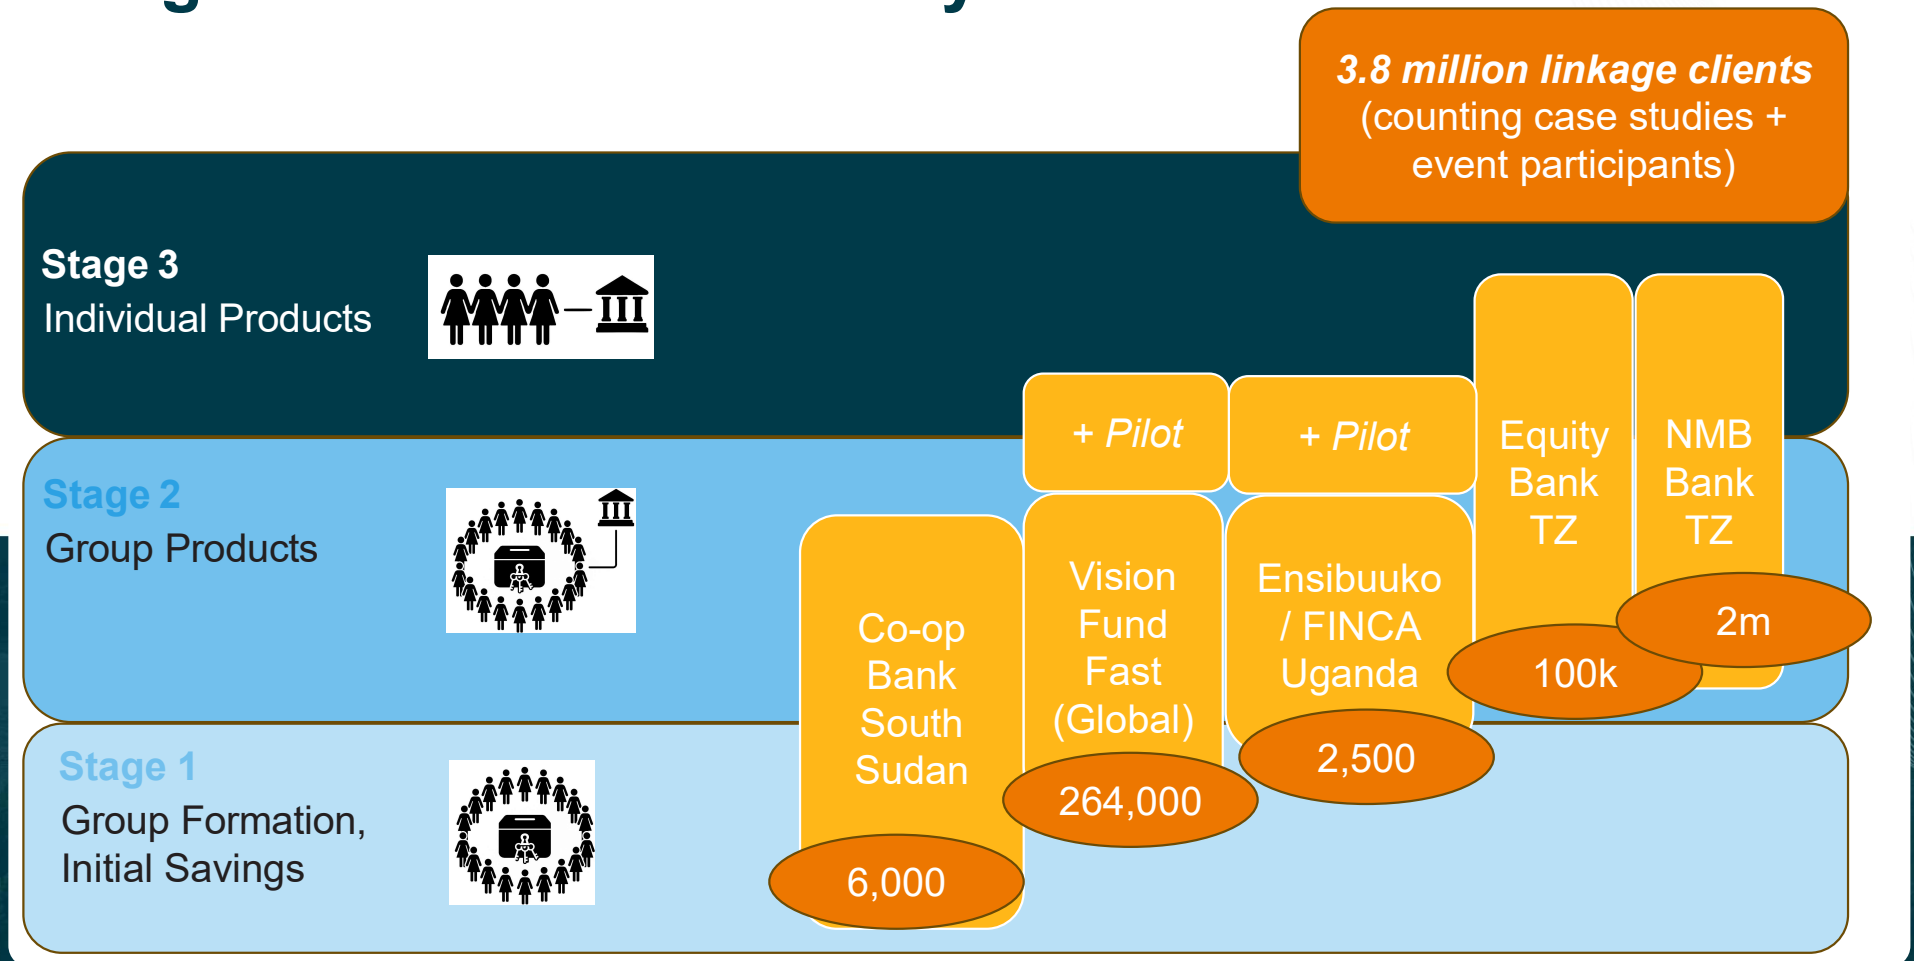 3.8 million linkage clients
(counting case studies +
event participants)
Stage 3
Individual Products
Stage 2
Group Products
Stage 1
Group Formation,
Initial Savings
Co-op
Bank
South
Sudan
6,000
+ Pilot
Vision
Fund
Fast
(Global)
264,000
+ Pilot
Ensibuuko
/ FINCA
Uganda
2,500
Equity
Bank
TZ
100k
NMB
Bank
TZ
2m